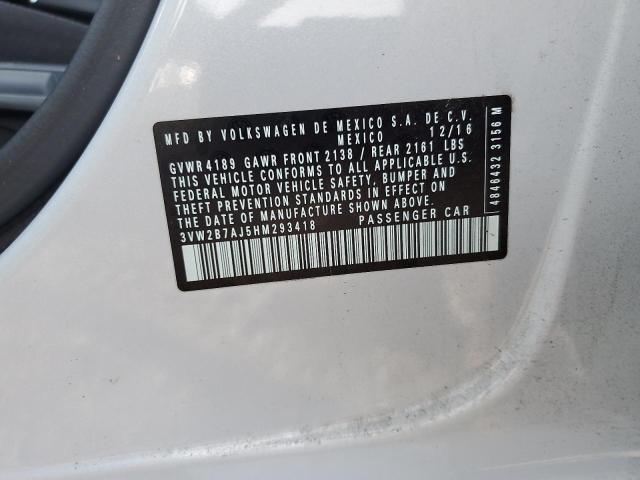 MFD BY VOLKSWAGEN DE MEXICO S.A. DE C.V.
MEXICO 12/16
GVWR 4189 GAWR FRONT 2138 / REAR 2161 LBS
THIS VEHICLE CONFORMS TO ALL APPLICABLE U.S.
FEDERAL MOTOR VEHICLE SAFETY, BUMPER AND
THEFT PREVENTION STANDARDS IN EFFECT ON
THE DATE OF MANUFACTURE SHOWN ABOVE.
3VW2B7AJ5HM293418 PASSENGER CAR
4846432 3156 M